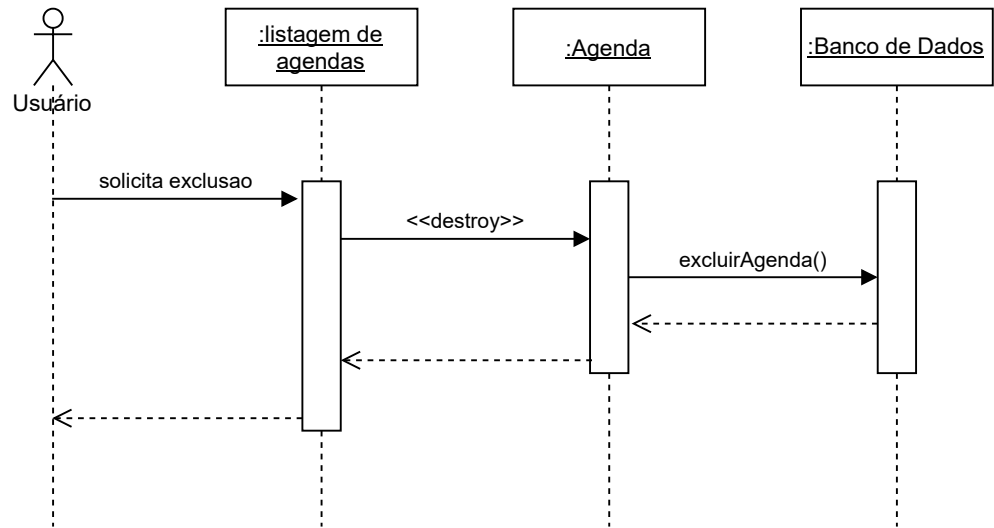 :listagem de
agendas
:Agenda
:Banco de Dados
Usuário
solicita exclusao
<<destroy>>
excluirAgenda()